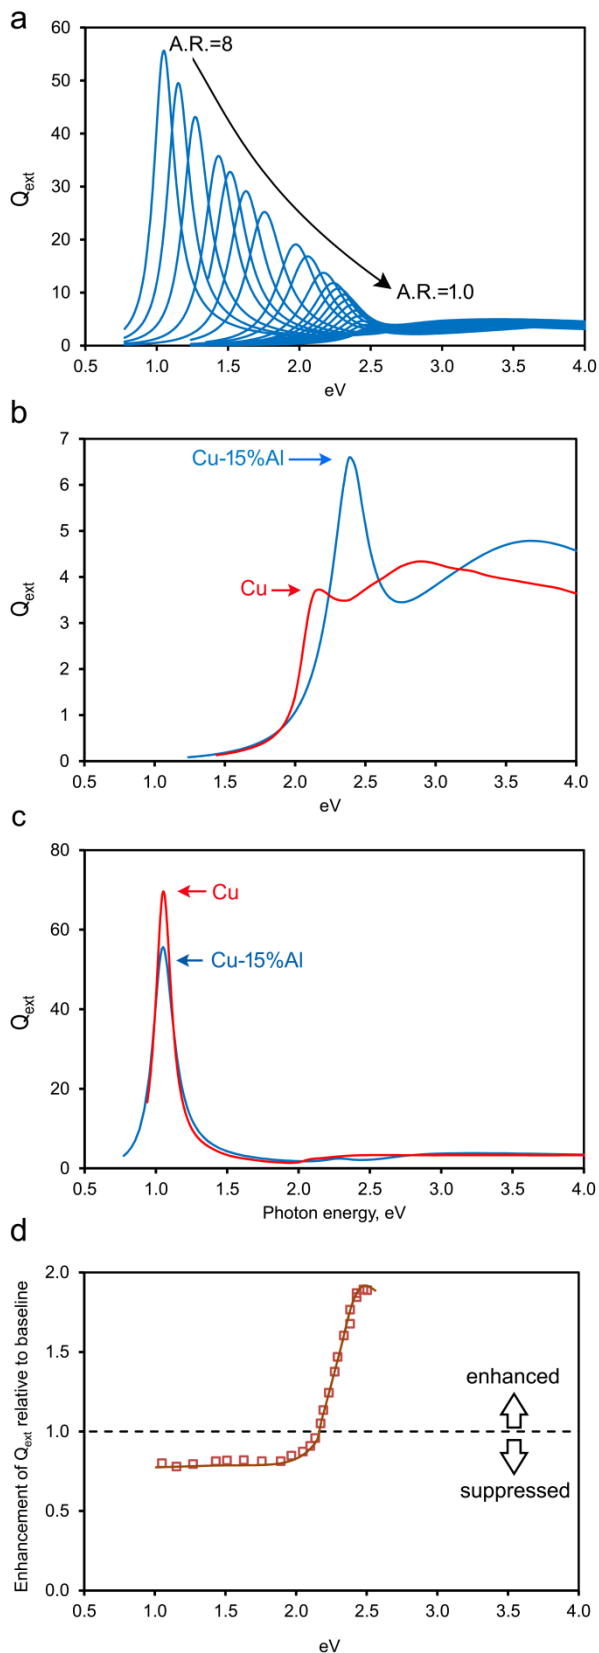 a
60
50
40
30
20
10
0
Q_ext
A.R.=8
A.R.=1.0
0.5 1.0 1.5 2.0 2.5 3.0 3.5 4.0
eV
b
7
6
5
4
3
2
1
0
Q_ext
Cu-15%Al
Cu
0.5 1.0 1.5 2.0 2.5 3.0 3.5 4.0
eV
c
80
60
40
20
0
Q_ext
Cu
Cu-15%Al
0.5 1.0 1.5 2.0 2.5 3.0 3.5 4.0
Photon energy, eV
d
2.0
1.5
1.0
0.5
0.0
Enhancement of Q_ext relative to baseline
enhanced
suppressed
0.5 1.0 1.5 2.0 2.5 3.0 3.5 4.0
eV